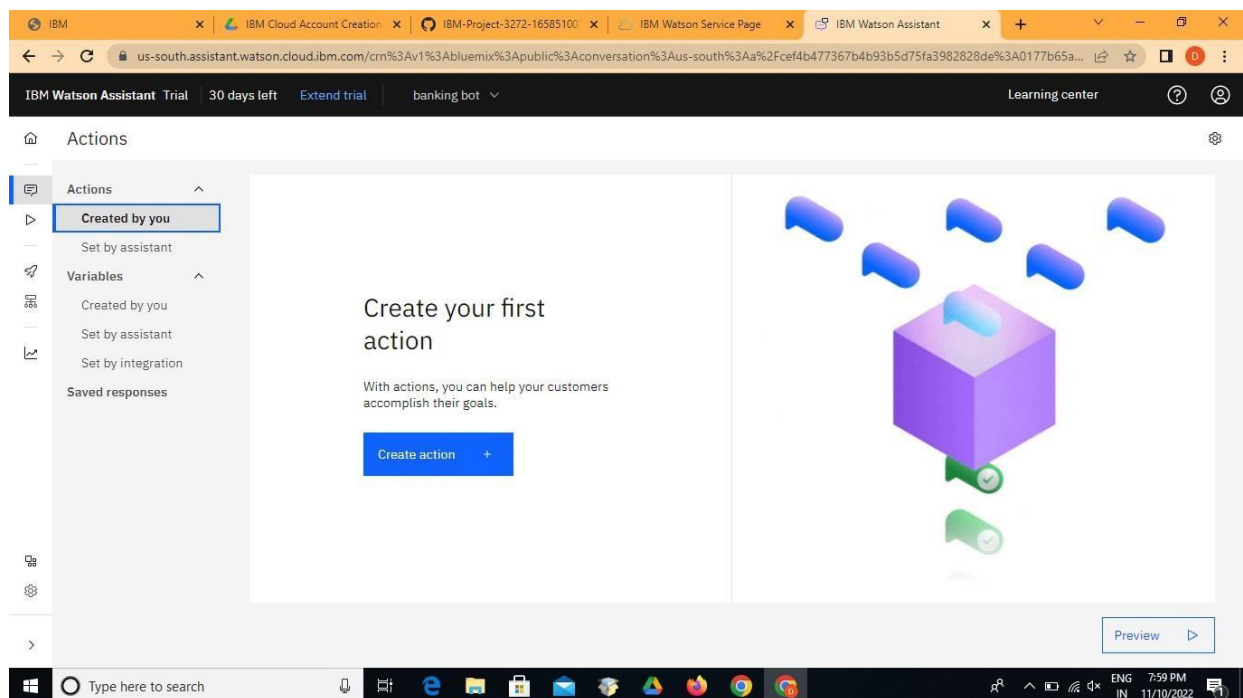 IBM
IBM Cloud Account Creation
IBM-Project-3272-16585100
IBM Watson Service Page
IBM Watson Assistant
us-south.assistant.watson.cloud.ibm.com/crn%3Av1%3Abluemix%3Apublic%3Aconversation%3Aus-south%3Aa%2Fcef4b477367b4b93b5d75fa3982828de%3A0177b65a...
D
IBM Watson Assistant Trial
30 days left
Extend trial
banking bot
Learning center
Actions
Actions
Created by you
Set by assistant
Variables
Created by you
Set by assistant
Set by integration
Saved responses
Create your first
action
With actions, you can help your customers
accomplish their goals.
Create action +
Preview
Type here to search
ENG
IN
7:59 PM
11/10/2022
1